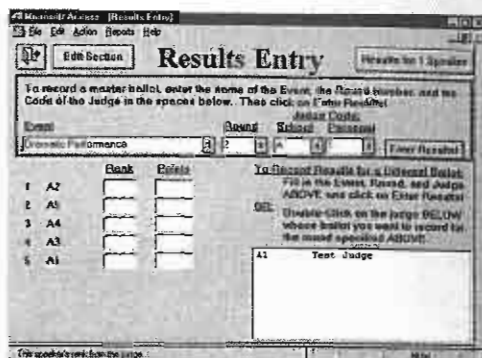 Microsoft Access - [Results Entry]
File Edit Action Reports Help
Edit Section
Results Entry
Results for 1 Speaker
To record a master ballot, enter the name of the Event, the Round Number, and the
Code of the Judge in the spaces below. Then click on Enter Results!
Judge Code:
Event
Round
School
Personal
Dramatic Performance
2
A
1
Enter Results!
Rank
Points
1 A2
2 A5
3 A4
4 A3
5 A1
To Record Results for a
Ballot:
Fill in the Event, Round, and Judge
ABOVE and click on Enter Results!
OR:
Double-Click on the judge BELOW
whose ballot you want to record for
the round specified ABOVE
A1 Test Judge
This speaker's rank from the judge.